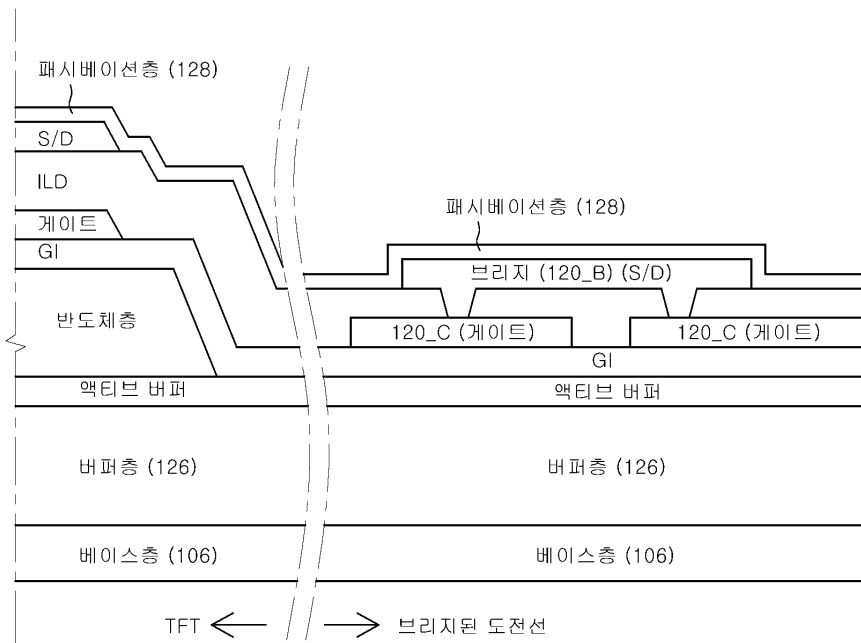 패시베이션층 (128)
S/D
ILD
게이트
GI
반도체층
액티브 버퍼
버퍼층 (126)
베이스층 (106)
패시베이션층 (128)
브리지 (120_B) (S/D)
120_C (게이트)
120_C (게이트)
GI
액티브 버퍼
버퍼층 (126)
베이스층 (106)
TFT
브리지된 도전선